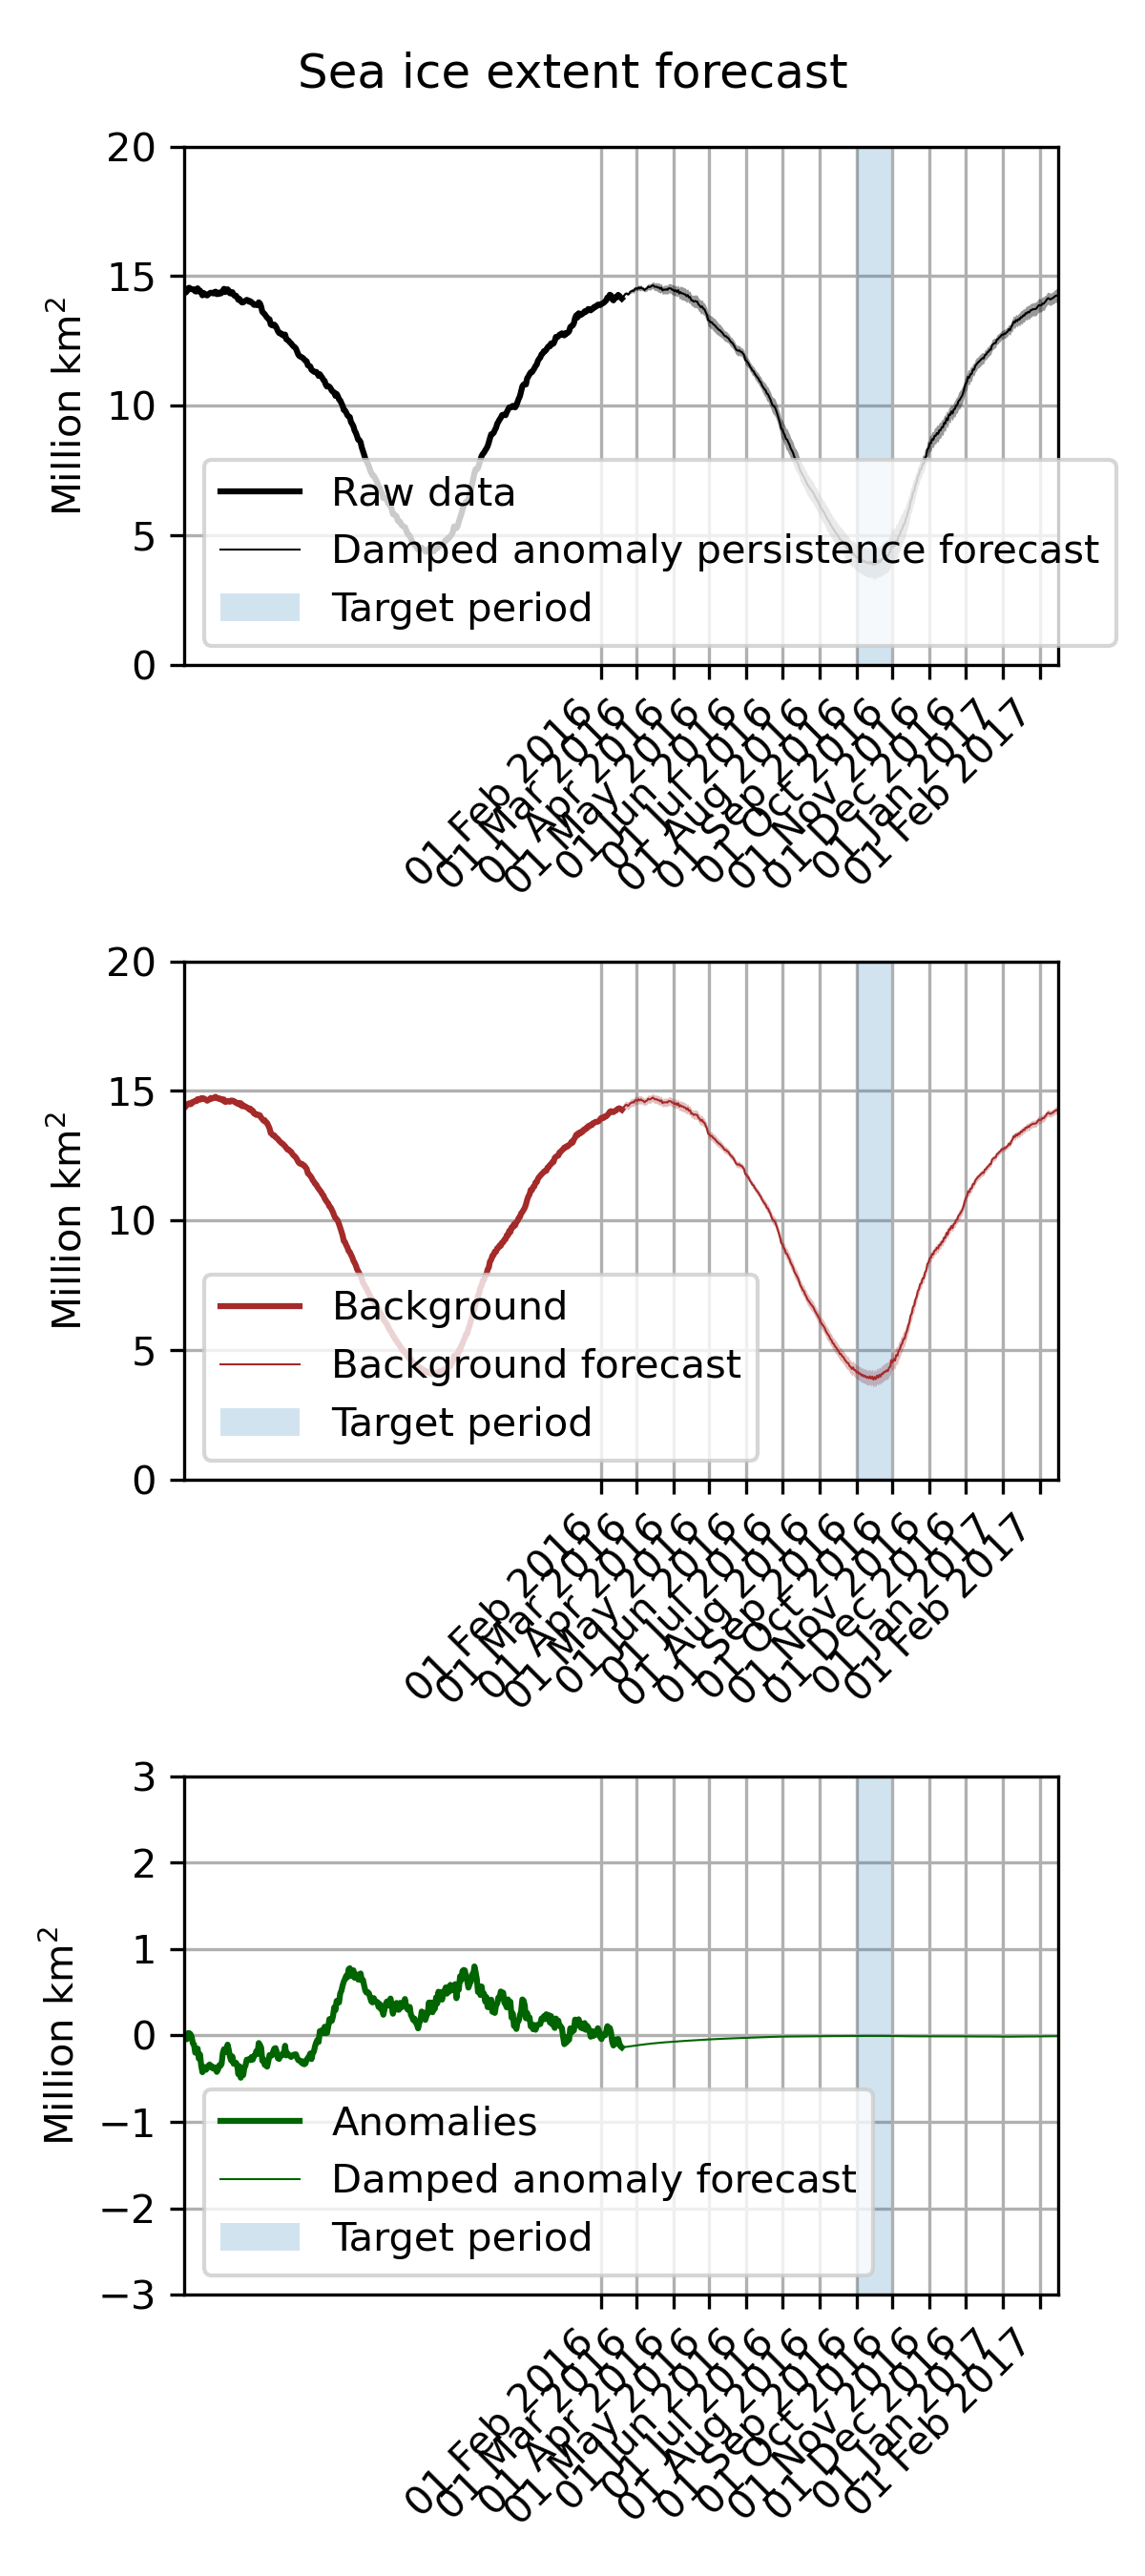 Sea ice extent forecast
20
15
10
5
0
Million km²
Raw data
Damped anomaly persistence forecast
Target period
01 Feb 2016
01 Mar 2016
01 Apr 2016
01 May 2016
01 Jun 2016
01 Jul 2016
01 Aug 2016
01 Sep 2016
01 Oct 2016
01 Nov 2016
01 Dec 2016
01 Jan 2017
01 Feb 2017
20
15
10
5
0
Million km²
Background
Background forecast
Target period
01 Feb 2016
01 Mar 2016
01 Apr 2016
01 May 2016
01 Jun 2016
01 Jul 2016
01 Aug 2016
01 Sep 2016
01 Oct 2016
01 Nov 2016
01 Dec 2016
01 Jan 2017
01 Feb 2017
3
2
1
0
−1
−2
−3
Million km²
Anomalies
Damped anomaly forecast
Target period
01 Feb 2016
01 Mar 2016
01 Apr 2016
01 May 2016
01 Jun 2016
01 Jul 2016
01 Aug 2016
01 Sep 2016
01 Oct 2016
01 Nov 2016
01 Dec 2016
01 Jan 2017
01 Feb 2017